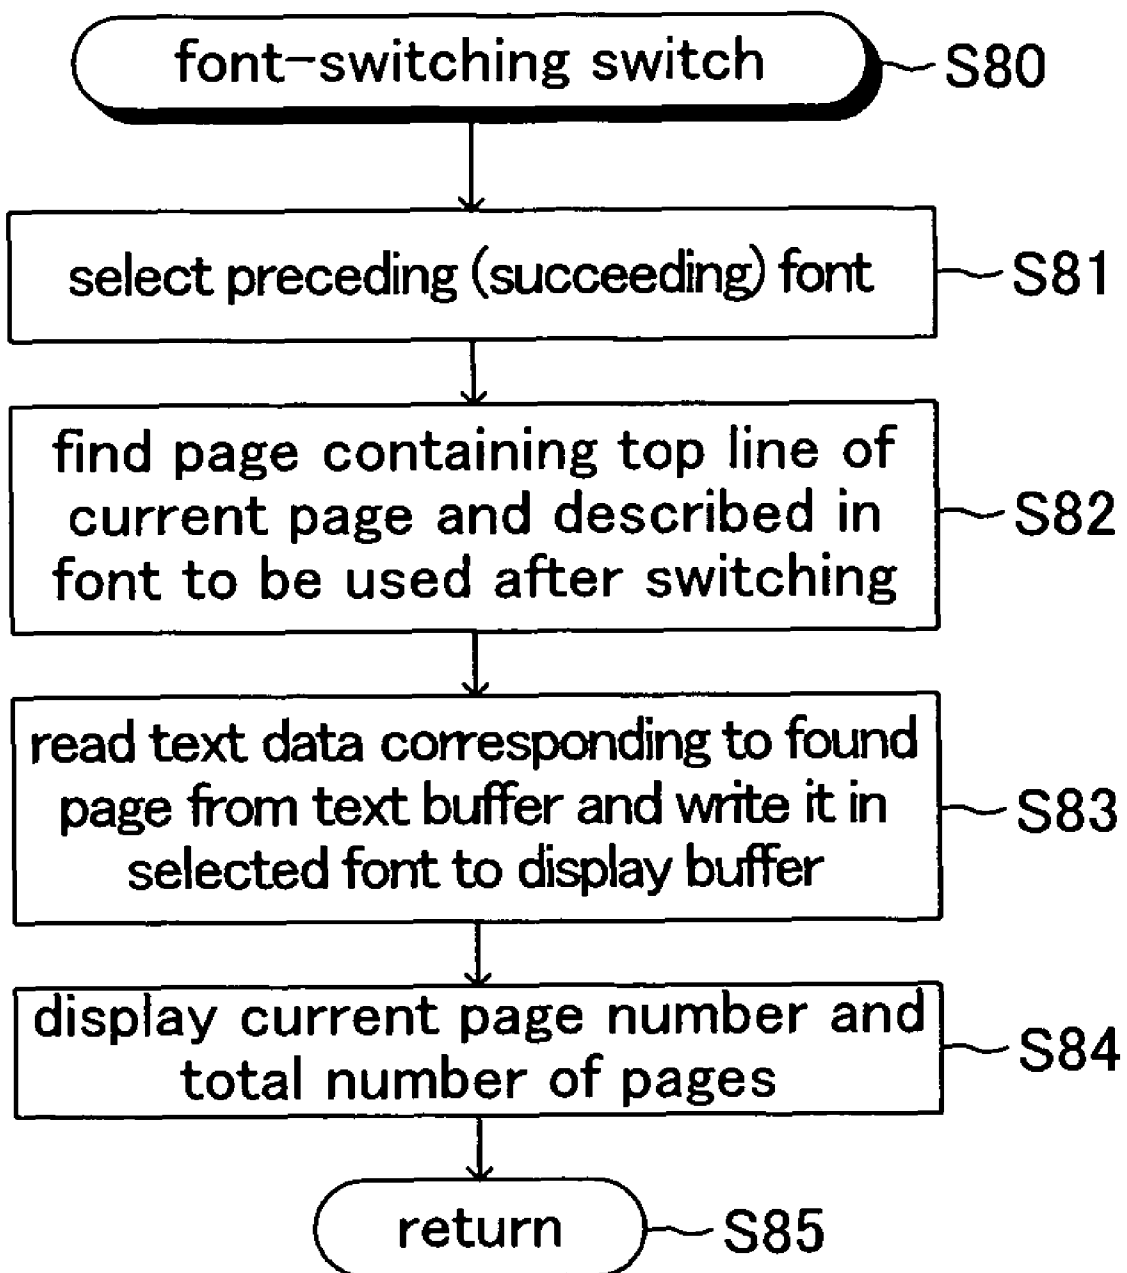 font-switching switch
S80
select preceding (succeeding) font
S81
find page containing top line of
current page and described in
font to be used after switching
S82
read text data corresponding to found
page from text buffer and write it in
selected font to display buffer
S83
display current page number and
total number of pages
S84
return
S85